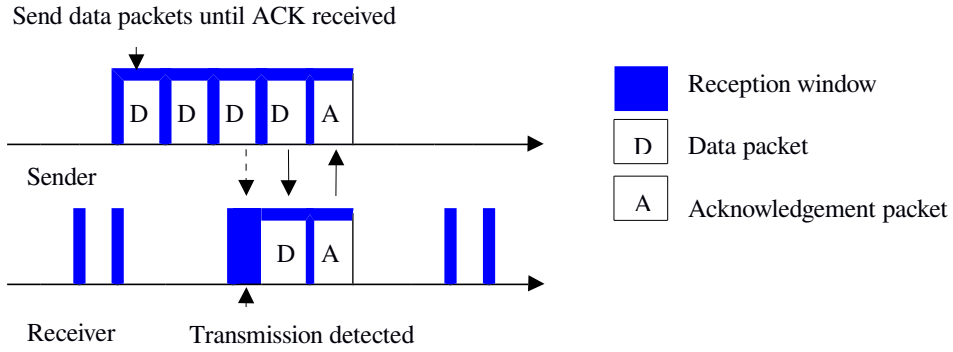 Send data packets until ACK received
D D D D A
Reception window
D Data packet
Sender
A Acknowledgement packet
D A
Receiver
Transmission detected